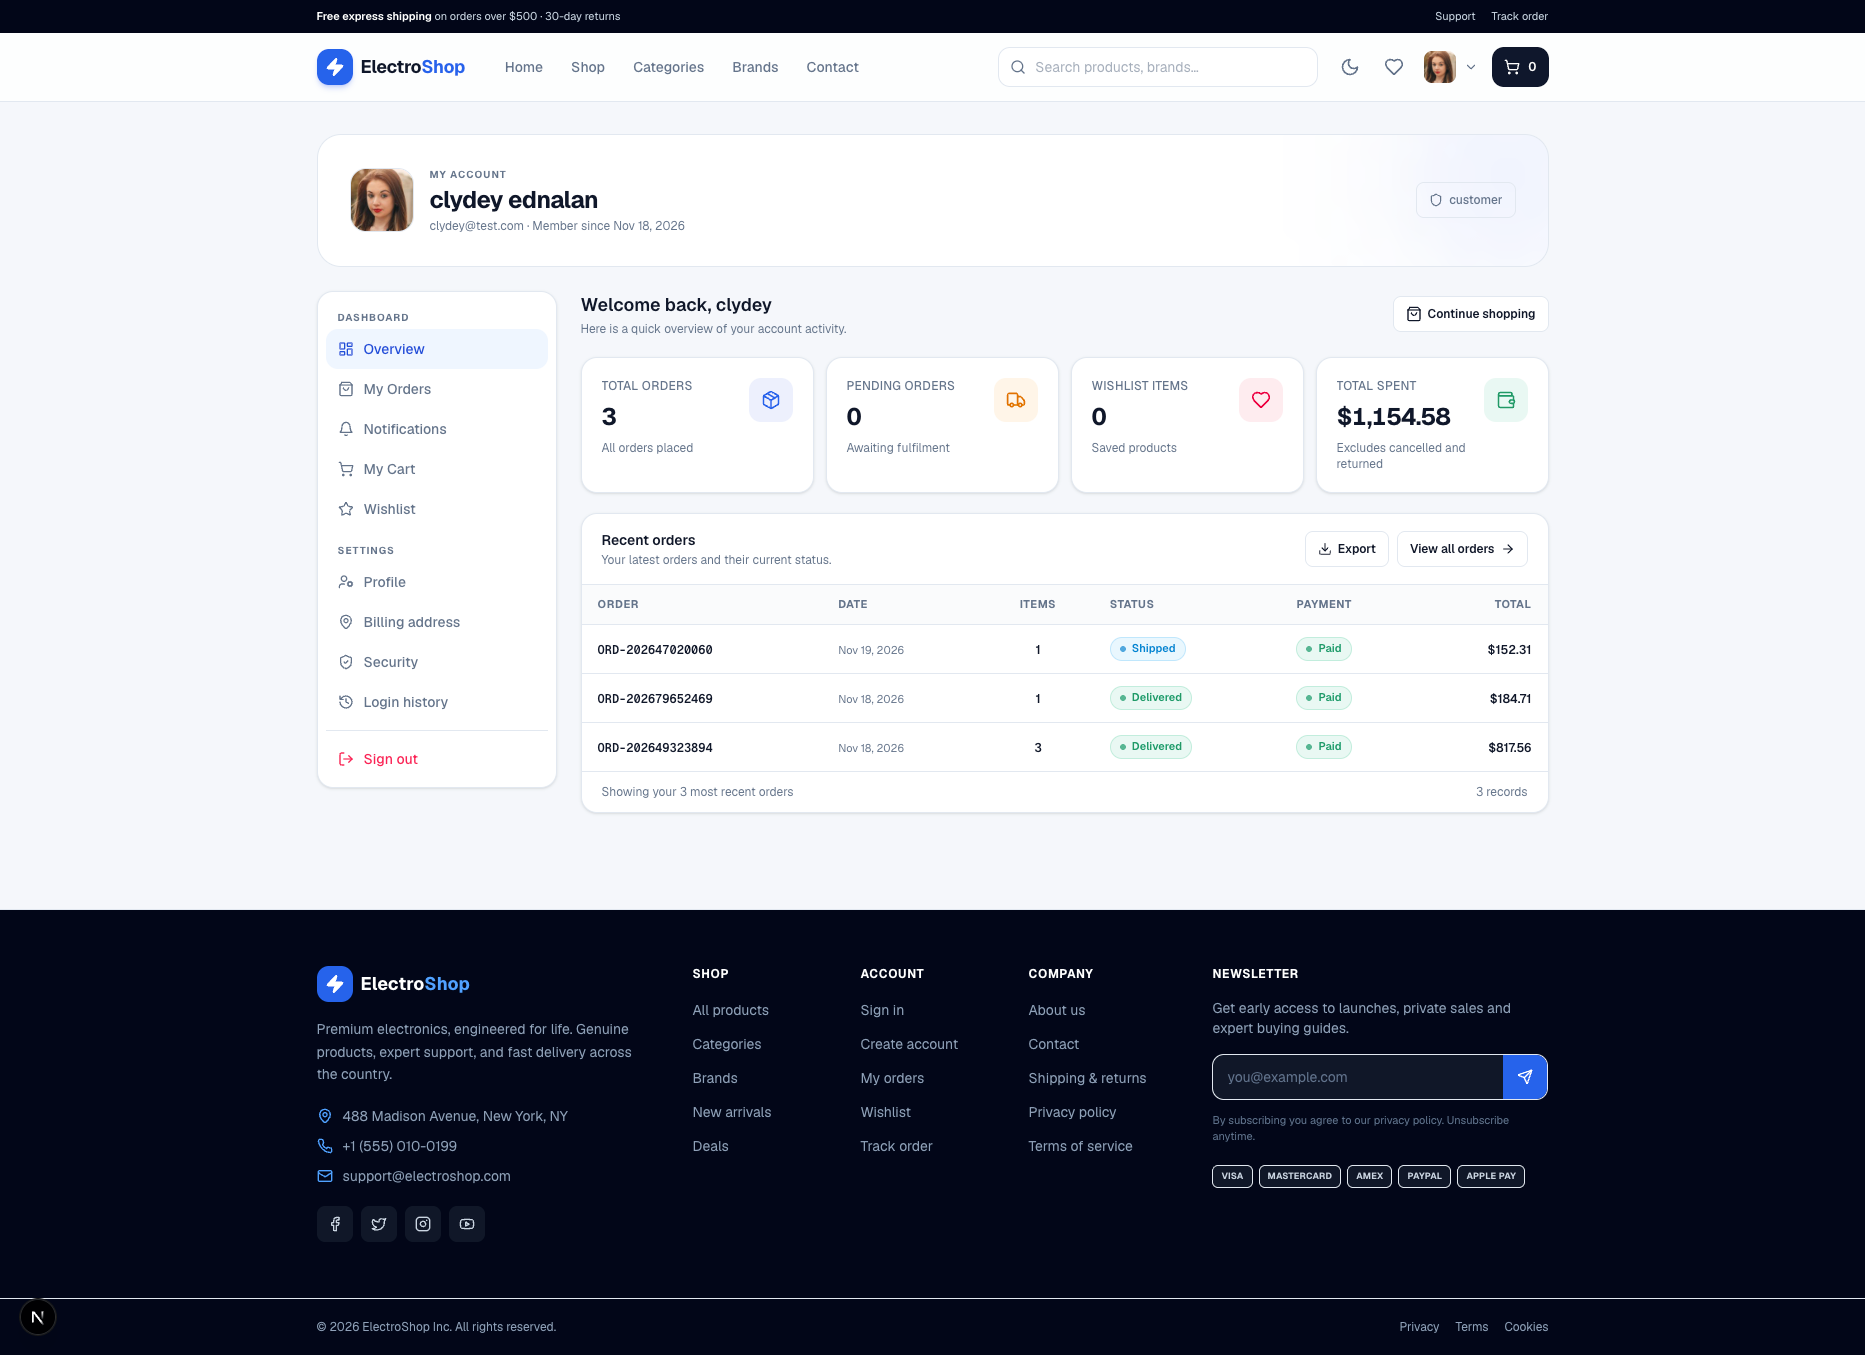 Free express shipping on orders over $500 · 30-day returns
Support
Track order
ElectroShop
Home
Shop
Categories
Brands
Contact
Search products, brands...
0
MY ACCOUNT
clydey ednalan
clydey@test.com · Member since Nov 18, 2026
customer
DASHBOARD
Overview
My Orders
Notifications
My Cart
Wishlist
SETTINGS
Profile
Billing address
Security
Login history
Sign out
Welcome back, clydey
Here is a quick overview of your account activity.
Continue shopping
TOTAL ORDERS
3
All orders placed
PENDING ORDERS
0
Awaiting fulfilment
WISHLIST ITEMS
0
Saved products
TOTAL SPENT
$1,154.58
Excludes cancelled and
returned
Recent orders
Your latest orders and their current status.
Export
View all orders
ORDER DATE ITEMS STATUS PAYMENT TOTAL
ORD-202647020060 Nov 19, 2026 1 Shipped Paid $152.31
ORD-202679652469 Nov 18, 2026 1 Delivered Paid $184.71
ORD-202649323894 Nov 18, 2026 3 Delivered Paid $817.56
Showing your 3 most recent orders
3 records
ElectroShop
Premium electronics, engineered for life. Genuine
products, expert support, and fast delivery across
the country.
488 Madison Avenue, New York, NY
+1 (555) 010-0199
support@electroshop.com
SHOP
All products
Categories
Brands
New arrivals
Deals
ACCOUNT
Sign in
Create account
My orders
Wishlist
Track order
COMPANY
About us
Contact
Shipping & returns
Privacy policy
Terms of service
NEWSLETTER
Get early access to launches, private sales and
expert buying guides.
you@example.com
By subscribing you agree to our privacy policy. Unsubscribe
anytime.
VISA
MASTERCARD
AMEX
PAYPAL
APPLE PAY
N
© 2026 ElectroShop Inc. All rights reserved.
Privacy
Terms
Cookies